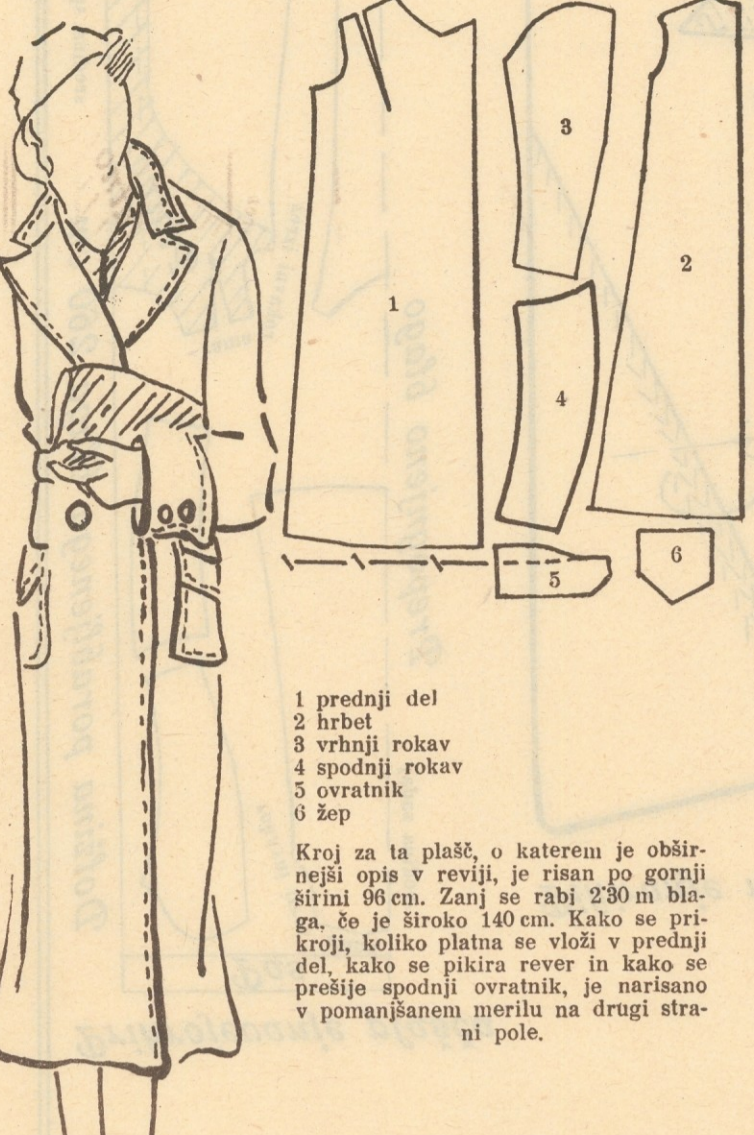 1
2
3
4
5
6
1 prednji del
2 hrbet
3 vrhnji rokav
4 spodnji rokav
5 ovratnik
6 žep
Kroj za ta plašč, o katerem je obšir-
nejši opis v reviji, je risan po gornji
širini 96 cm. Zanj se rabi 2˙30 m bla-
ga, če je široko 140 cm. Kako se pri-
kroji, koliko platna se vloži v prednji
del, kako se pikira rever in kako se
prešije spodnji ovratnik, je narisano
v pomanjšanem merilu na drugi stra-
ni pole.